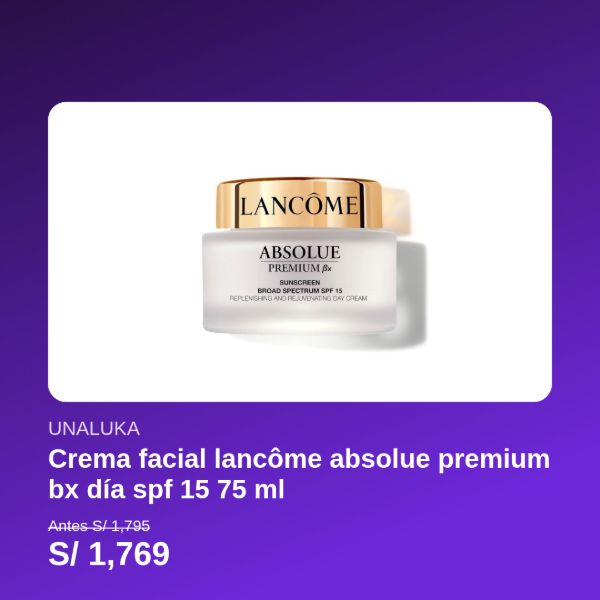 LANCÔME
ABSOLUE
PREMIUM βx
SUNSCREEN
BROAD SPECTRUM SPF 15
REPLENISHING AND REJUVENATING DAY CREAM
UNALUKA
Crema facial lancôme absolue premium
bx día spf 15 75 ml
Antes S/ 1,795
S/ 1,769